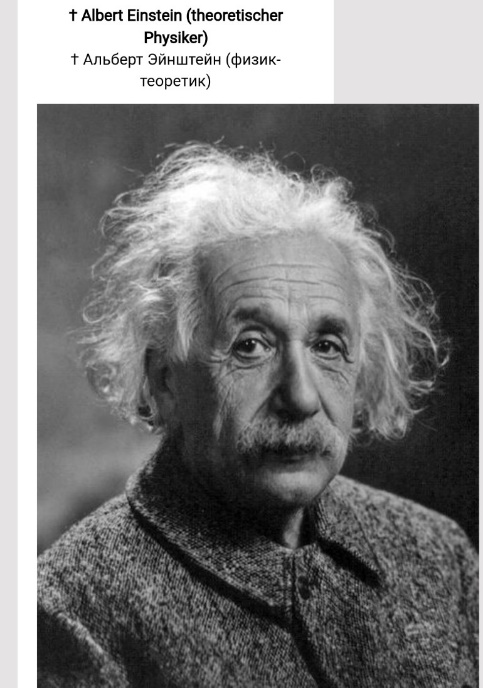 † Albert Einstein (theoretischer
Physiker)
† Альберт Эйнштейн (физик-
теоретик)